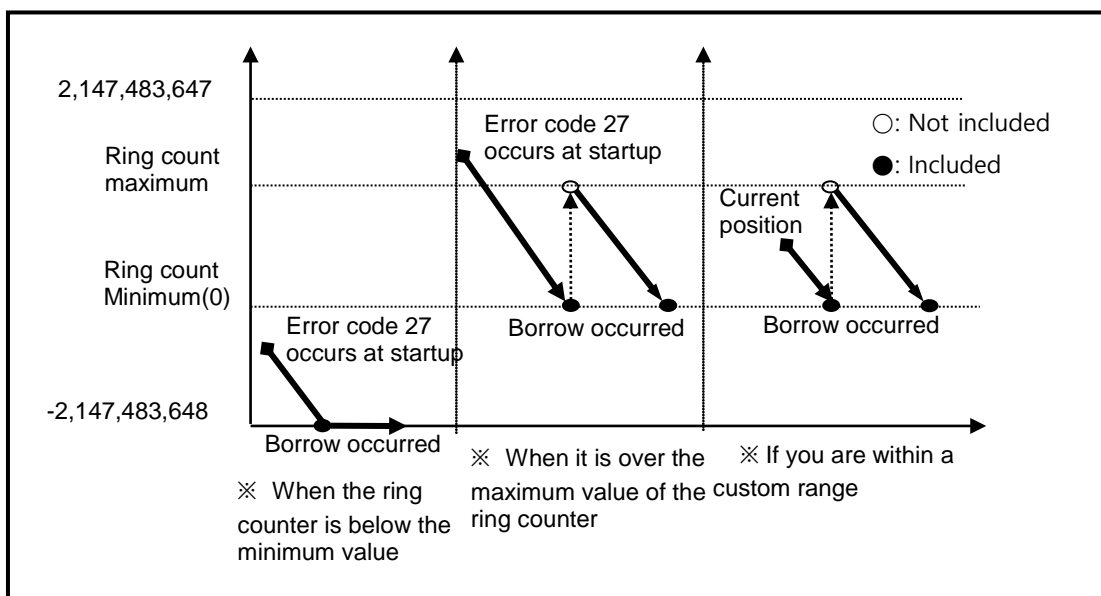 2,147,483,647
Ring count
maximum
Ring count
Minimum(0)
-2,147,483,648
Error code 27
occurs at startup
Borrow occurred
Error code 27
occurs at startup
Borrow occurred
Current
position
Borrow occurred
○: Not included
●: Included
※ When the ring
counter is below the
minimum value
※ When it is over the
maximum value of the
ring counter
※ If you are within a
custom range